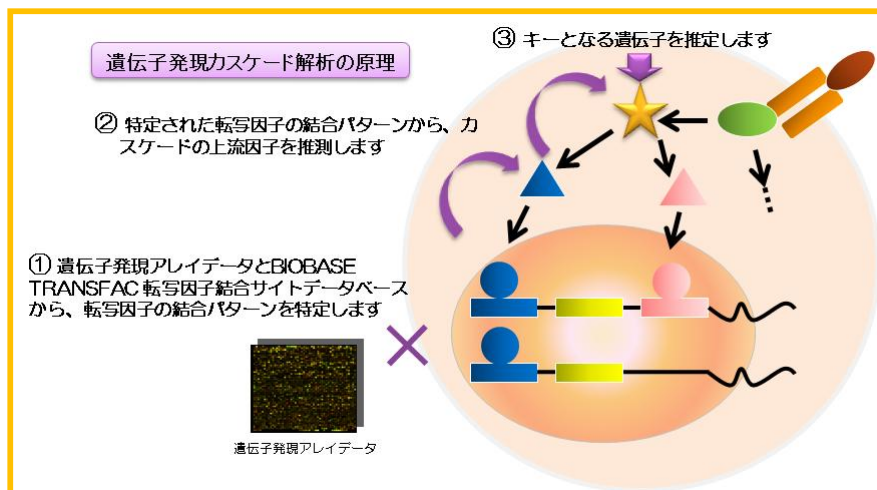 遺伝子発現カスケード解析の原理
③ キーとなる遺伝子を推定します
② 特定された転写因子の結合パターンから、カ
スケードの上流因子を推測します
① 遺伝子発現アレイデータとBIOBASE
TRANSFAC 転写因子結合サイトデータベース
から、転写因子の結合パターンを特定します
遺伝子発現アレイデータ